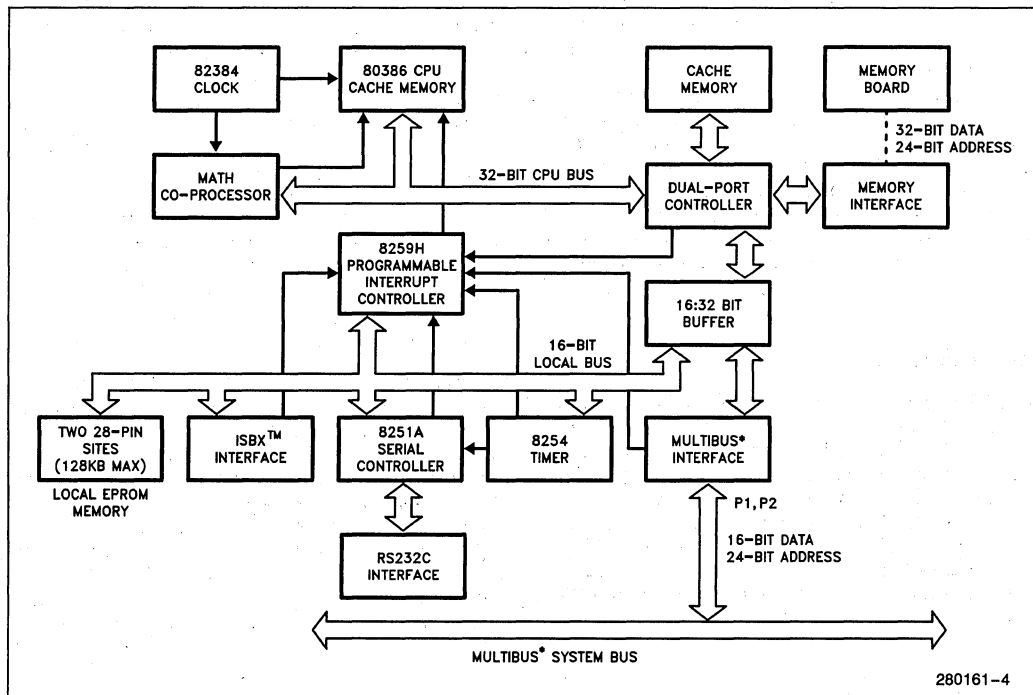 82384
CLOCK
80386 CPU
CACHE MEMORY
CACHE
MEMORY
MEMORY
BOARD
32-BIT DATA
24-BIT ADDRESS
MATH
CO-PROCESSOR
32-BIT CPU BUS
DUAL-PORT
CONTROLLER
MEMORY
INTERFACE
8259H
PROGRAMMABLE
INTERRUPT
CONTROLLER
16:32 BIT
BUFFER
16-BIT
LOCAL BUS
TWO 28-PIN
SITES
(128KB MAX)
LOCAL EPROM
MEMORY
ISBX™
INTERFACE
8251A
SERIAL
CONTROLLER
8254
TIMER
MULTIBUS*
INTERFACE
P1,P2
16-BIT DATA
24-BIT ADDRESS
RS232C
INTERFACE
MULTIBUS* SYSTEM BUS
280161-4